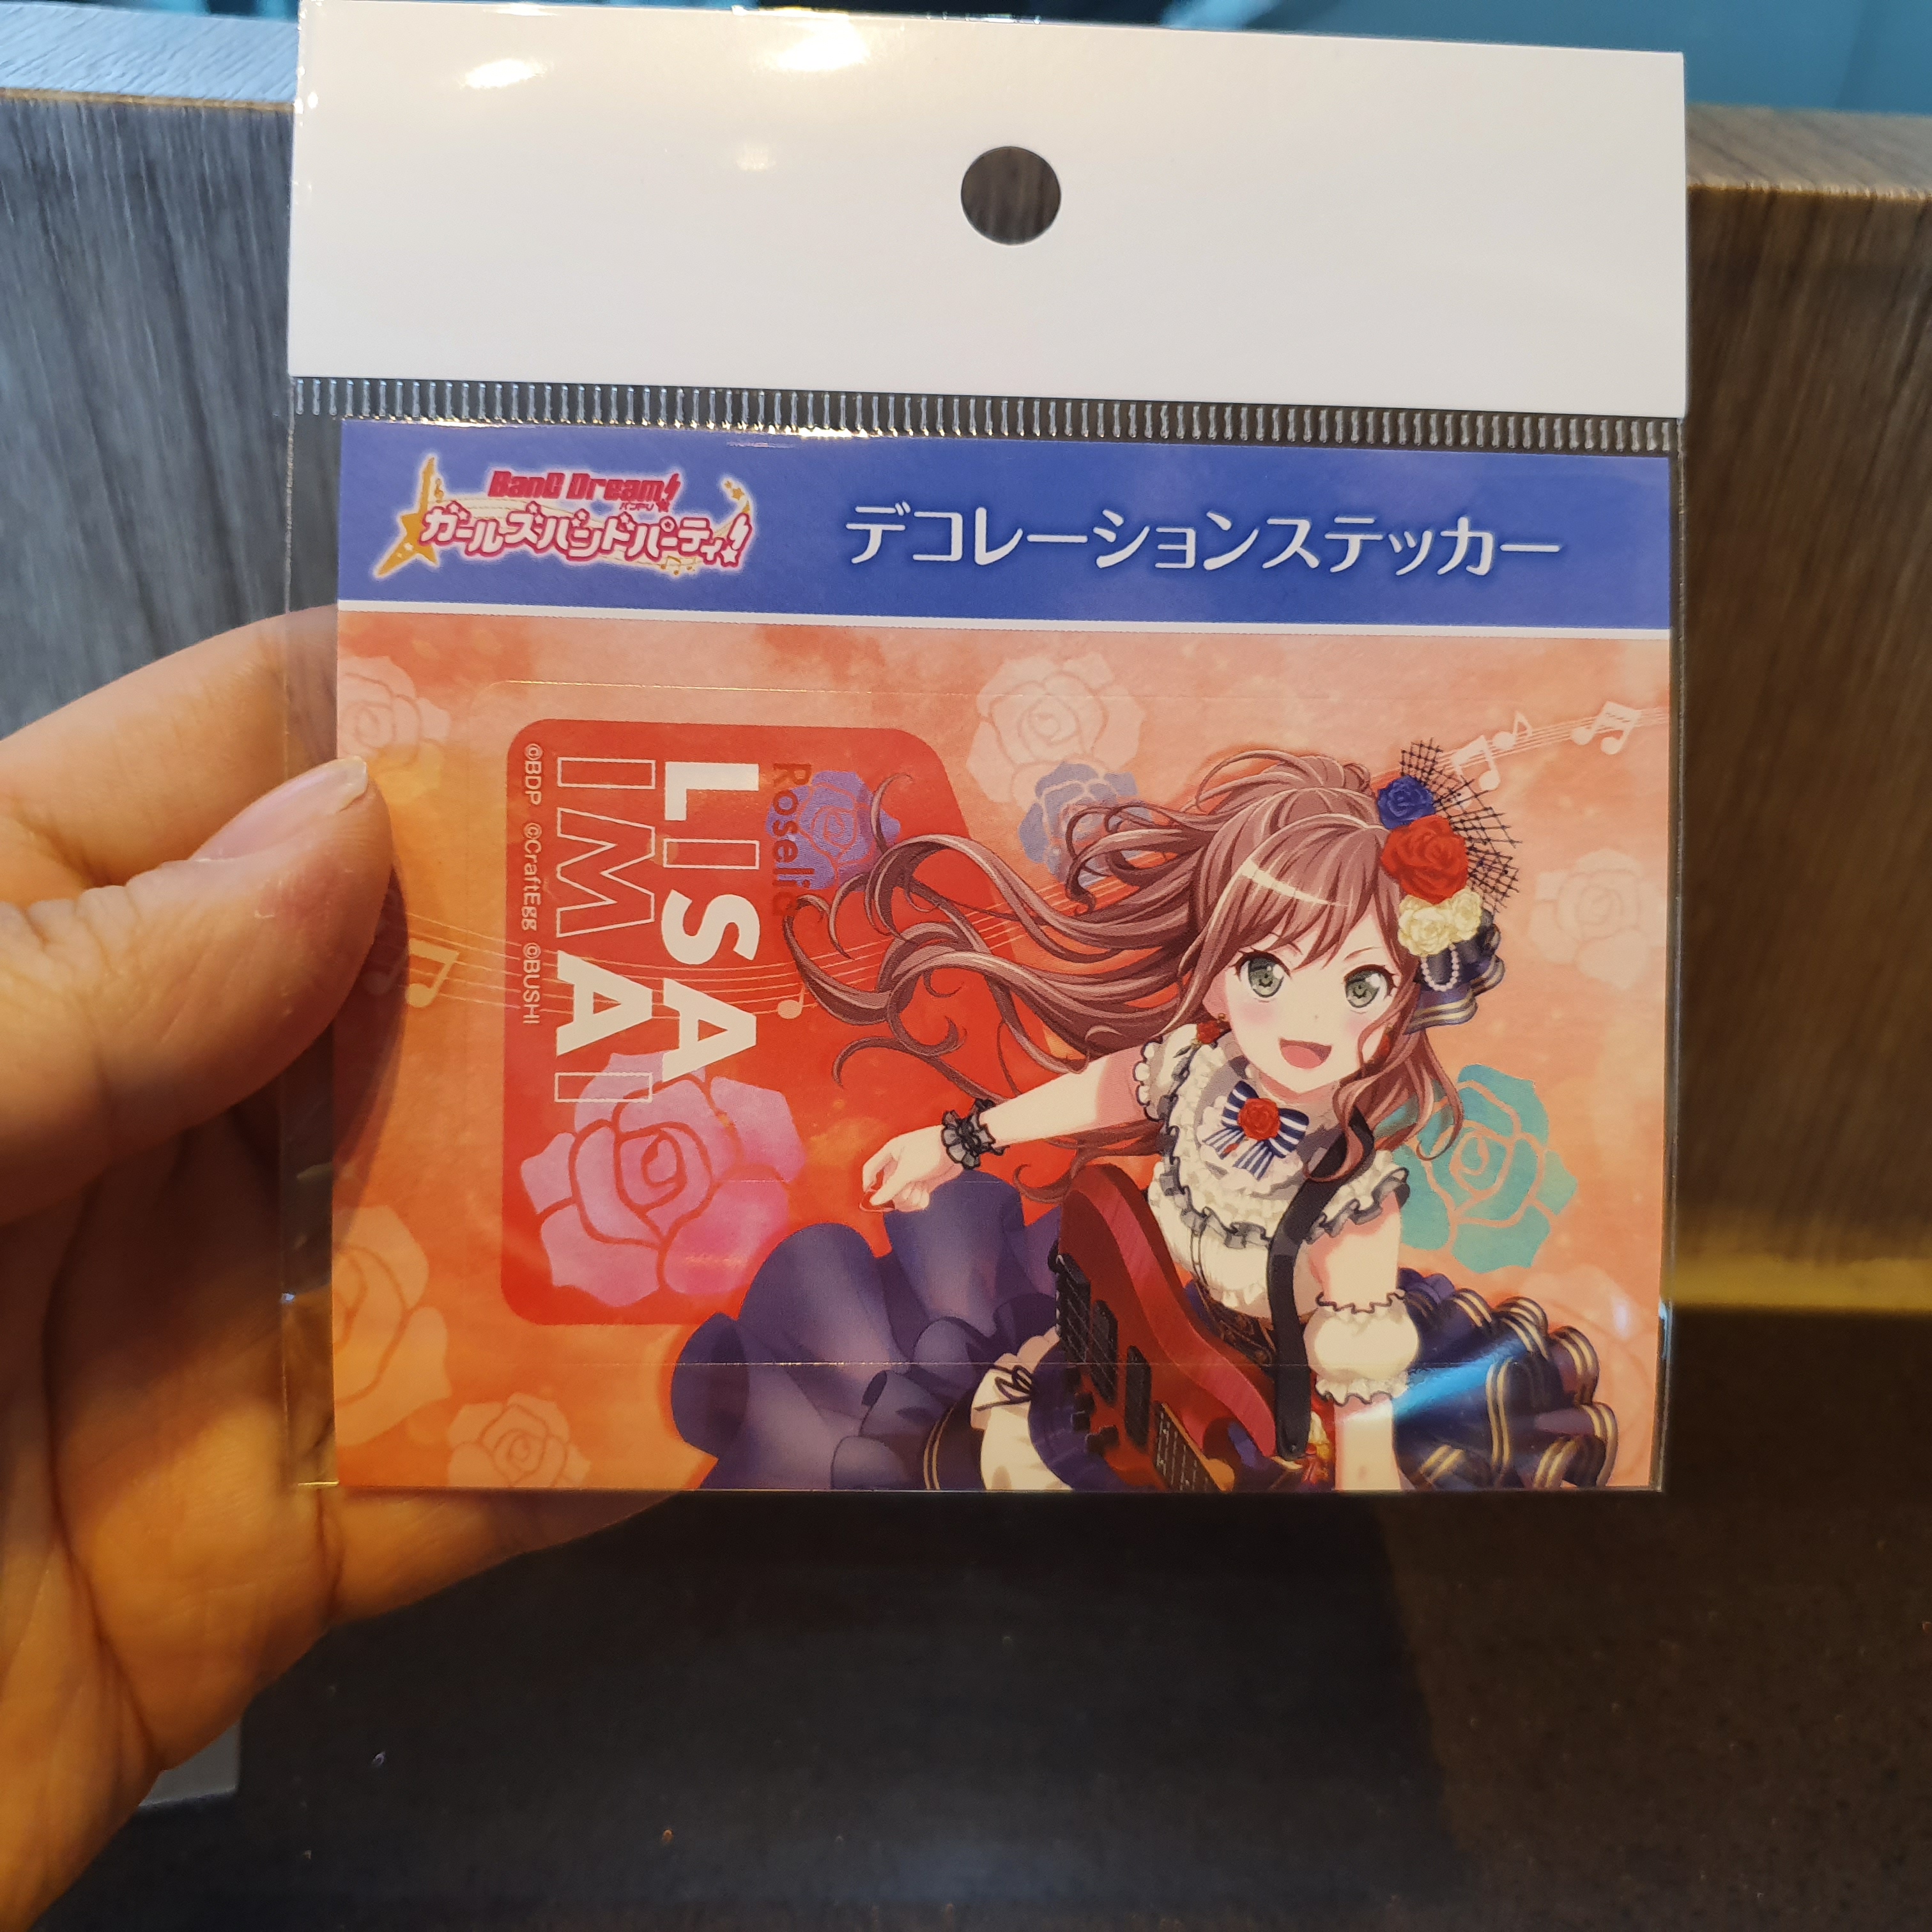 BanG Dream!
バンドリ!
ガールズバンドパーティ!
デコレーションステッカー
Roselia
LISA
IMAI
©BDP ©CraftEgg ©BUSHI